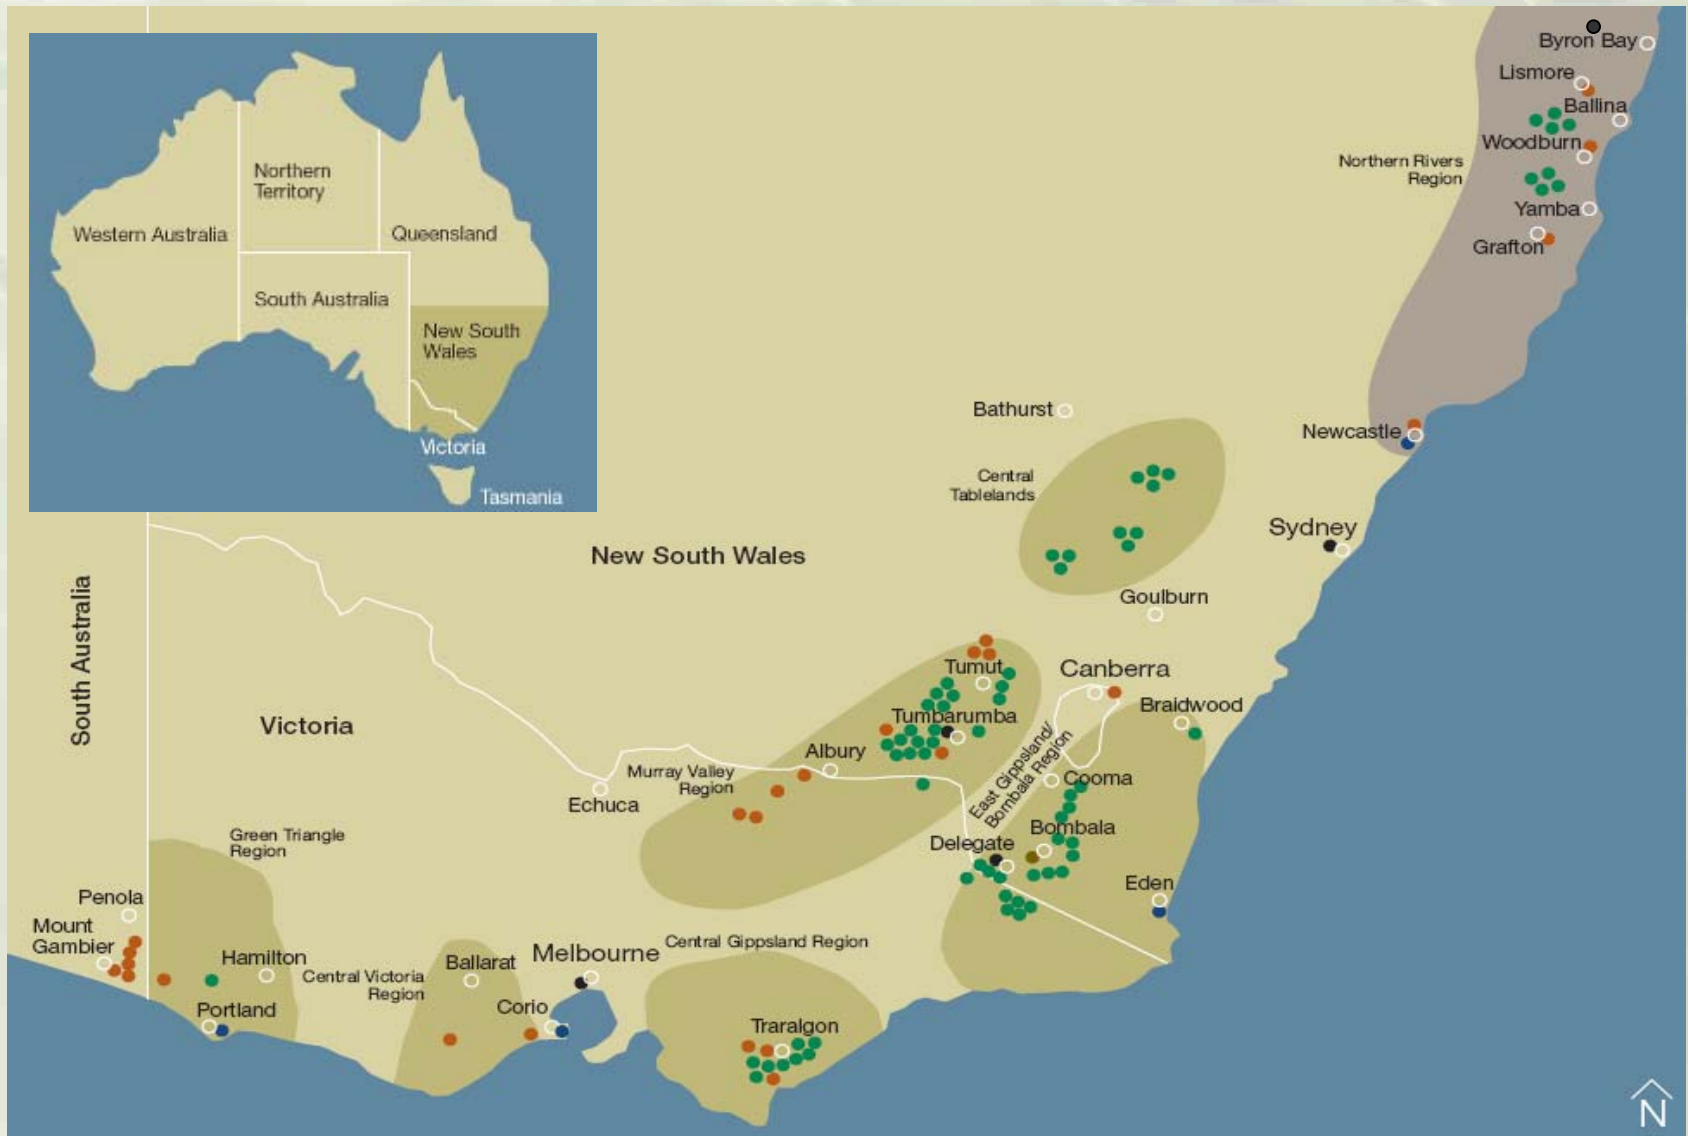 Northern
Territory
Western Australia
Queensland
South Australia
New South
Wales
Victoria
Tasmania
Byron Bay
Lismore
Ballina
Woodburn
Northern Rivers
Region
Yamba
Grafton
Bathurst
Newcastle
Central
Tablelands
Sydney
New South Wales
Goulburn
South Australia
Tumut
Canberra
Braidwood
Victoria
Tumbarumba
Albury
East Gippsland/
Bombala Region
Murray Valley
Region
Cooma
Echuca
Bombala
Delegate
Green Triangle
Region
Eden
Penola
Mount
Gambier
Hamilton
Central Victoria
Region
Ballarat
Melbourne
Central Gippsland Region
Portland
Corio
Traralgon
N